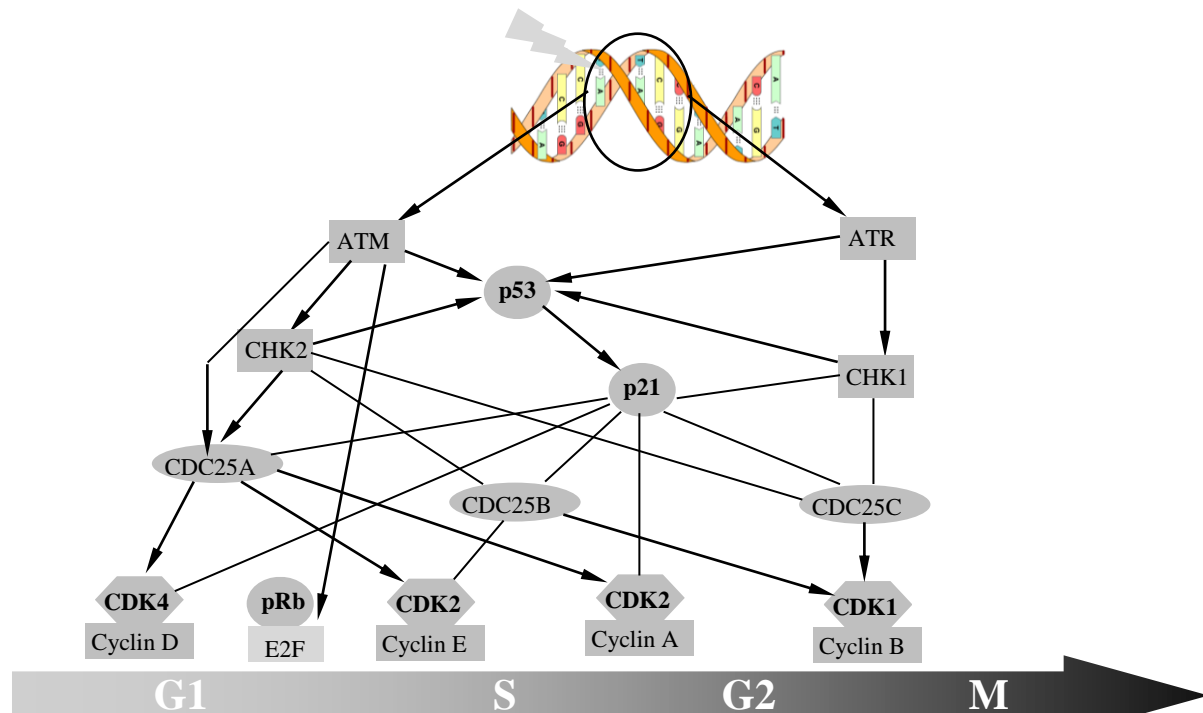 T
C
A
A
C
A
C
C
A
A
G
G
G
G
A
G
T
ATM
ATR
p53
CHK2
p21
CHK1
CDC25A
CDC25B
CDC25C
CDK4
pRb
CDK2
CDK2
CDK1
Cyclin D
E2F
Cyclin E
Cyclin A
Cyclin B
G1 S G2 M